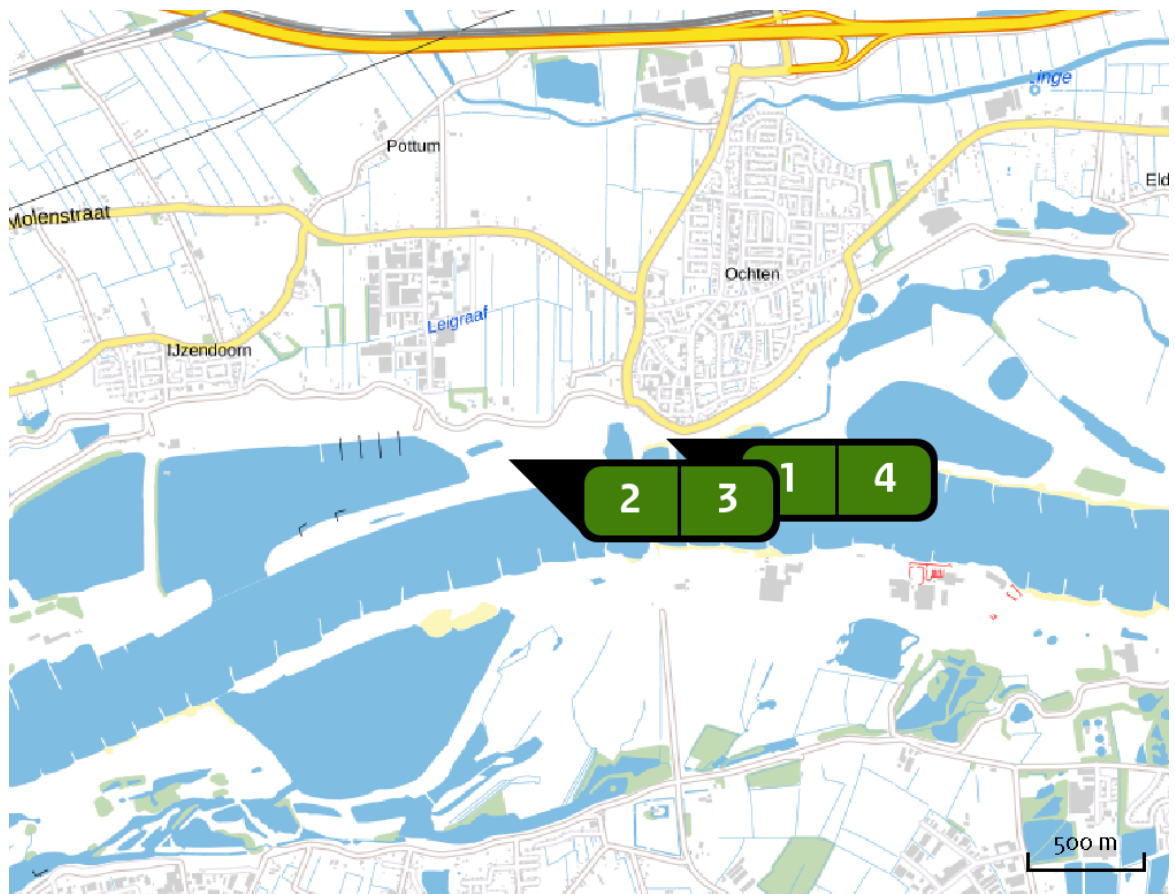 Linge
Pottum
Eld
Molenstraat
Ochten
Leigraaf
IJzendoorn
1 4
2 3
500 m